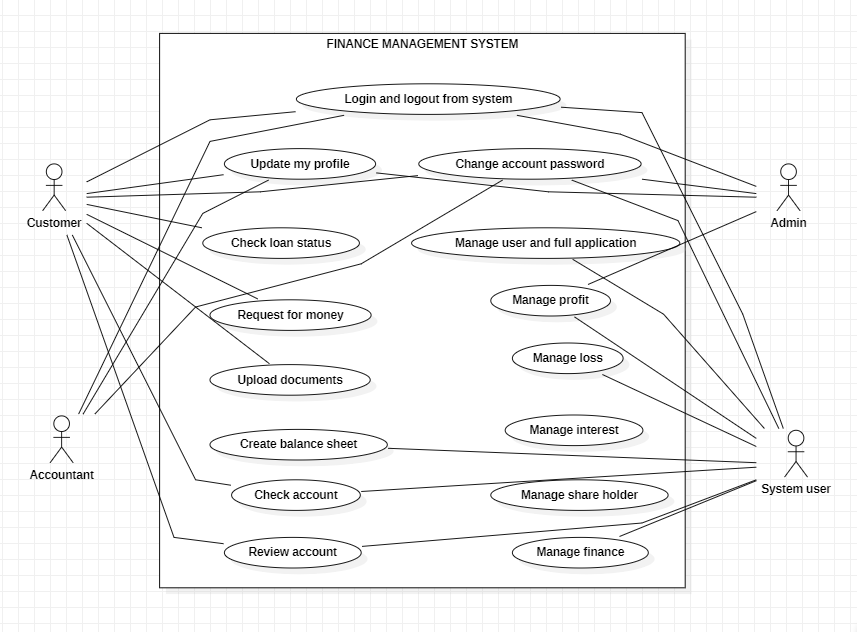 FINANCE MANAGEMENT SYSTEM
Login and logout from system
Update my profile
Change account password
Customer
Admin
Check loan status
Manage user and full application
Manage profit
Request for money
Manage loss
Upload documents
Manage interest
Create balance sheet
Accountant
System user
Check account
Manage share holder
Review account
Manage finance